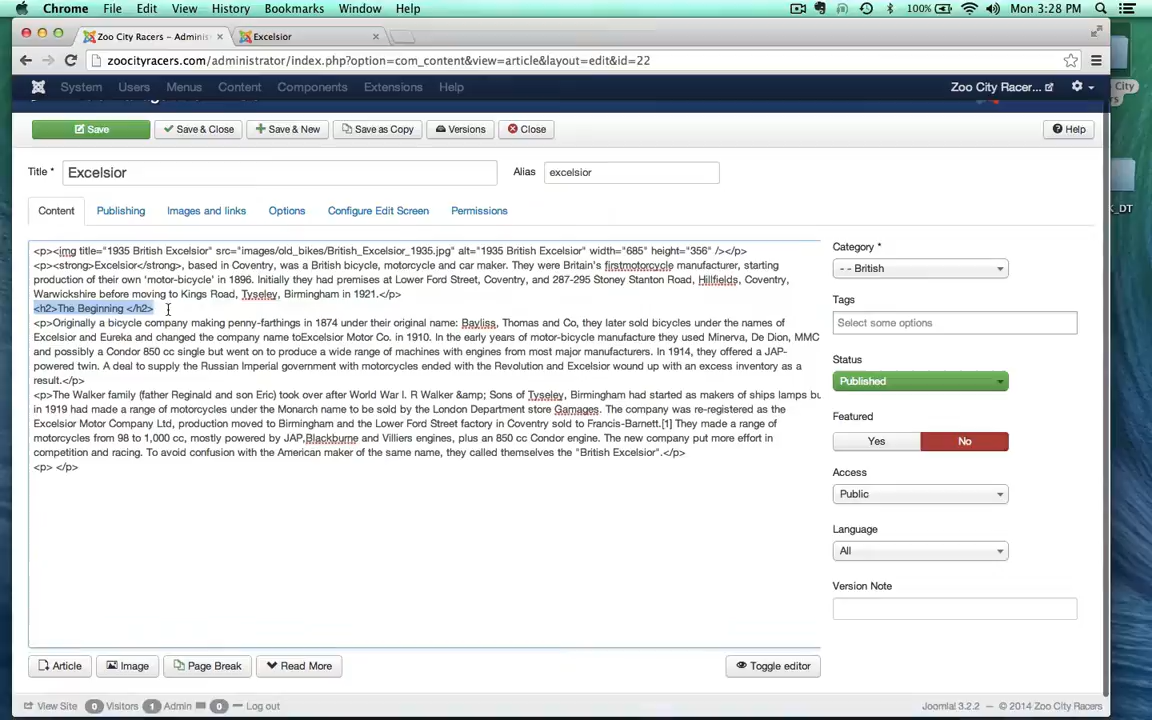 Chrome File Edit View History Bookmarks Window Help 100% Mon 3:28 PM
Zoo City Racers – Adminis × Excelsior ×
zoocityracers.com/administrator/index.php?option=com_content&view=article&layout=edit&id=22
System Users Menus Content Components Extensions Help Zoo City Racer...
Save Save & Close Save & New Save as Copy Versions Close Help
Title * Excelsior Alias excelsior
Content Publishing Images and links Options Configure Edit Screen Permissions
<p><img title="1935 British Excelsior" src="images/old_bikes/British_Excelsior_1935.jpg" alt="1935 British Excelsior" width="685" height="356" /></p>
<p><strong>Excelsior</strong>, based in Coventry, was a British bicycle, motorcycle and car maker. They were Britain's firstmotorcycle manufacturer, starting
production of their own 'motor-bicycle' in 1896. Initially they had premises at Lower Ford Street, Coventry, and 287-295 Stoney Stanton Road, Hillfields, Coventry,
Warwickshire before moving to Kings Road, Tyseley, Birmingham in 1921.</p>
<h2>The Beginning </h2>
<p>Originally a bicycle company making penny-farthings in 1874 under their original name: Bayliss, Thomas and Co, they later sold bicycles under the names of
Excelsior and Eureka and changed the company name toExcelsior Motor Co. in 1910. In the early years of motor-bicycle manufacture they used Minerva, De Dion, MMC
and possibly a Condor 850 cc single but went on to produce a wide range of machines with engines from most major manufacturers. In 1914, they offered a JAP-
powered twin. A deal to supply the Russian Imperial government with motorcycles ended with the Revolution and Excelsior wound up with an excess inventory as a
result.</p>
<p>The Walker family (father Reginald and son Eric) took over after World War I. R Walker &amp; Sons of Tyseley, Birmingham had started as makers of ships lamps bu
in 1919 had made a range of motorcycles under the Monarch name to be sold by the London Department store Gamages. The company was re-registered as the
Excelsior Motor Company Ltd, production moved to Birmingham and the Lower Ford Street factory in Coventry sold to Francis-Barnett.[1] They made a range of
motorcycles from 98 to 1,000 cc, mostly powered by JAP,Blackburne and Villiers engines, plus an 850 cc Condor engine. The new company put more effort in
competition and racing. To avoid confusion with the American maker of the same name, they called themselves the "British Excelsior".</p>
<p> </p>
Category *
- - British
Tags
Select some options
Status
Published
Featured
Yes No
Access
Public
Language
All
Version Note
Article Image Page Break Read More Toggle editor
View Site 0 Visitors 1 Admin 0 Log out Joomla! 3.2.2 — © 2014 Zoo City Racers